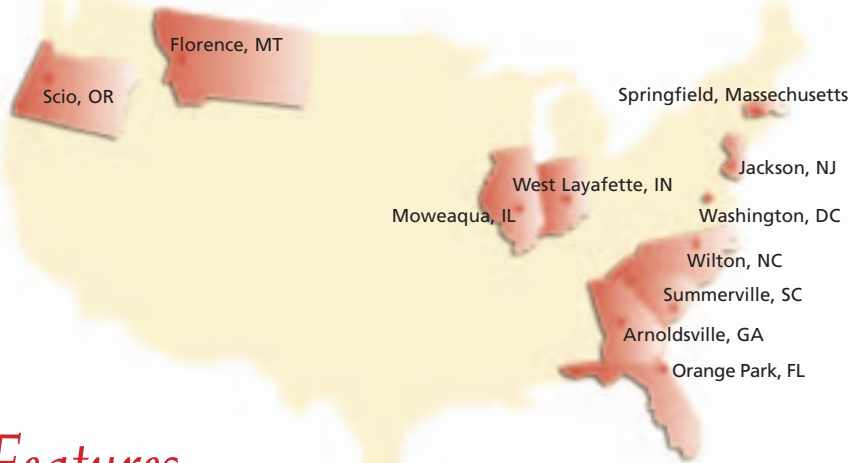 Florence, MT
Scio, OR
Springfield, Massechusetts
Jackson, NJ
West Layafette, IN
Moweaqua, IL
Washington, DC
Wilton, NC
Summerville, SC
Arnoldsville, GA
Orange Park, FL
Features